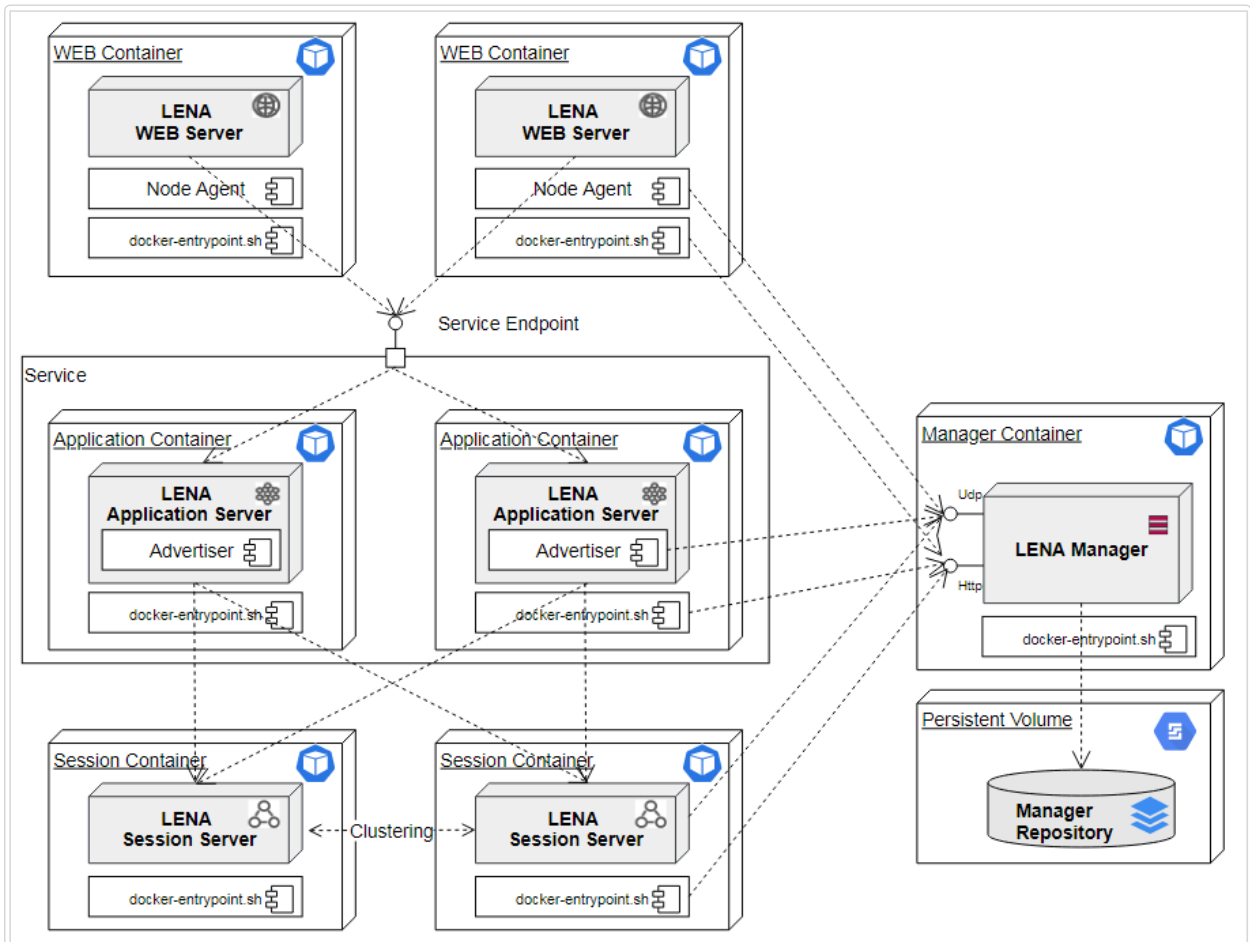 WEB Container
WEB Container
LENA
WEB Server
LENA
WEB Server
Node Agent
Node Agent
docker-entrypoint.sh
docker-entrypoint.sh
Service Endpoint
Service
Application Container
Application Container
Manager Container
LENA
Application Server
LENA
Application Server
Udp
Advertiser
Advertiser
LENA Manager
Http
docker-entrypoint.sh
docker-entrypoint.sh
docker-entrypoint.sh
Persistent Volume
Session Container
Session Container
LENA
Session Server
Clustering
LENA
Session Server
Manager
Repository
docker-entrypoint.sh
docker-entrypoint.sh